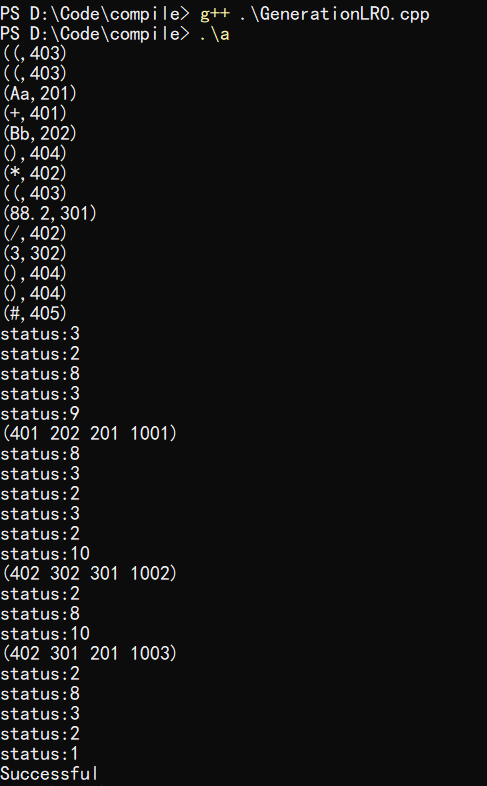 PS D:\Code\compile> g++ .\GenerationLR0.cpp
PS D:\Code\compile> .\a
((,403)
((,403)
(Aa,201)
(+,401)
(Bb,202)
(),404)
(*,402)
((,403)
(88.2,301)
(/,402)
(3,302)
(),404)
(),404)
(#,405)
status:3
status:2
status:8
status:3
status:9
(401 202 201 1001)
status:8
status:3
status:2
status:3
status:2
status:10
(402 302 301 1002)
status:2
status:8
status:10
(402 301 201 1003)
status:2
status:8
status:3
status:2
status:1
Successful